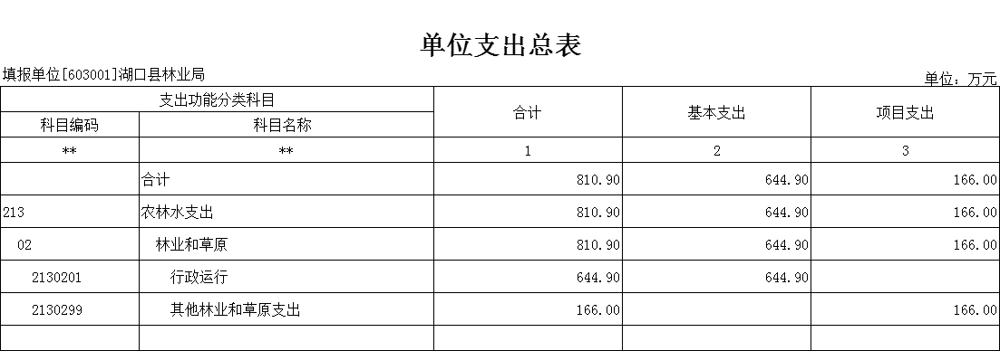 单位支出总表
填报单位[603001]湖口县林业局 单位：万元
支出功能分类科目 合计 基本支出 项目支出
科目编码 科目名称
** ** 1 2 3
合计 810.90 644.90 166.00
213 农林水支出 810.90 644.90 166.00
02 林业和草原 810.90 644.90 166.00
2130201 行政运行 644.90 644.90
2130299 其他林业和草原支出 166.00 166.00